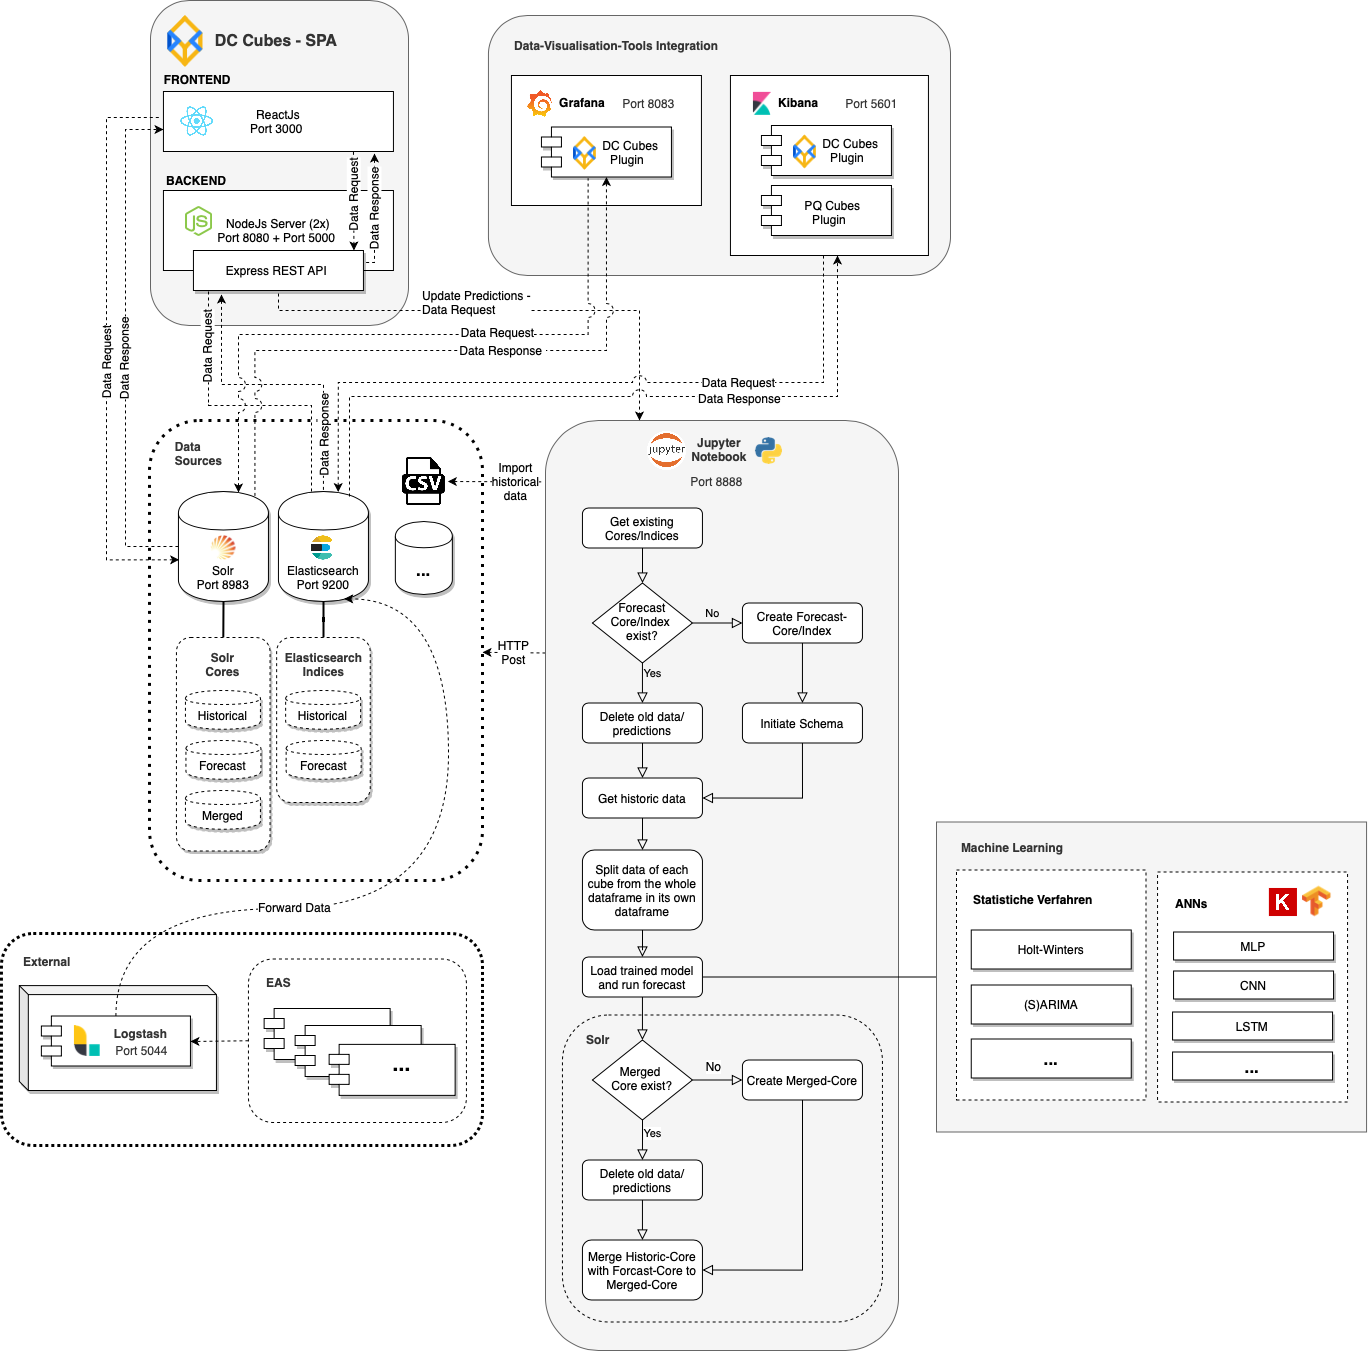 DC Cubes - SPA
FRONTEND
ReactJs
Port 3000
BACKEND
NodeJs Server (2x)
Port 8080 + Port 5000
Express REST API
Data Request
Data Response
Data-Visualisation-Tools Integration
Grafana
Port 8083
DC Cubes
Plugin
Kibana
Port 5601
DC Cubes
Plugin
PQ Cubes
Plugin
Update Predictions -
Data Request
Data Request
Data Response
Data Request
Data Response
Data Request
Data Response
Data Request
Data Response
Data
Sources
CSV
Import
historical
data
Solr
Port 8983
Elasticsearch
Port 9200
...
HTTP
Post
Solr
Cores
Historical
Forecast
Merged
Elasticsearch
Indices
Historical
Forecast
Forward Data
External
Logstash
Port 5044
EAS
...
jupyter
Jupyter
Notebook
Port 8888
Get existing
Cores/Indices
Forecast
Core/Index
exist?
No
Create Forecast-
Core/Index
Yes
Delete old data/
predictions
Initiate Schema
Get historic data
Split data of each
cube from the whole
dataframe in its own
dataframe
Load trained model
and run forecast
Solr
Merged
Core exist?
No
Create Merged-Core
Yes
Delete old data/
predictions
Merge Historic-Core
with Forcast-Core to
Merged-Core
Machine Learning
Statistiche Verfahren
Holt-Winters
(S)ARIMA
...
ANNs
K
MLP
CNN
LSTM
...